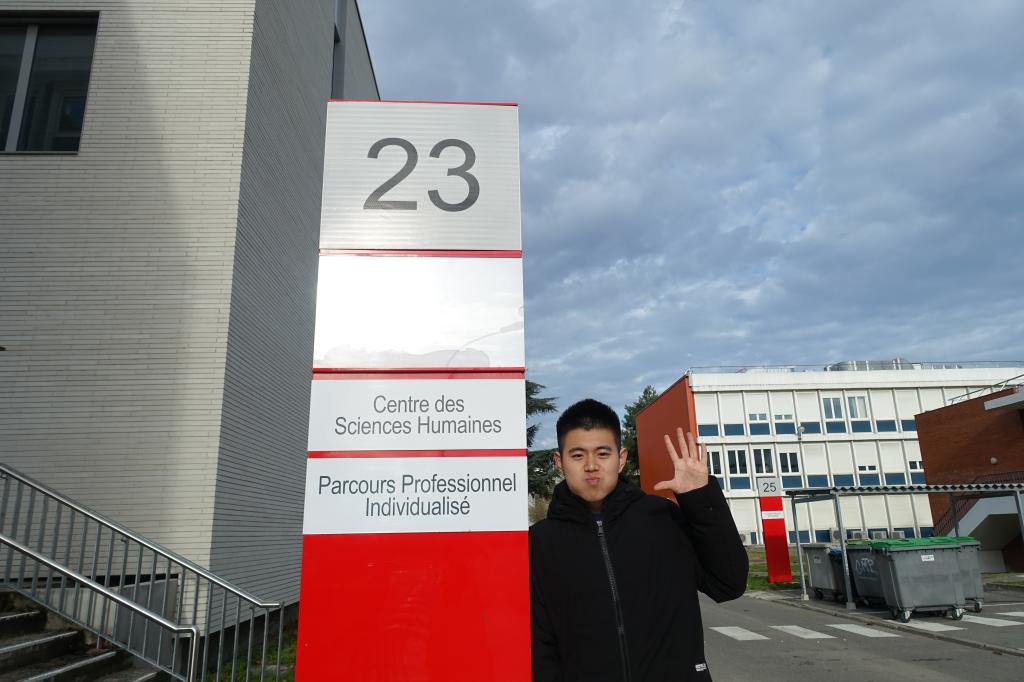 23
Centre des
Sciences Humaines
Parcours Professionnel
Individualisé
25